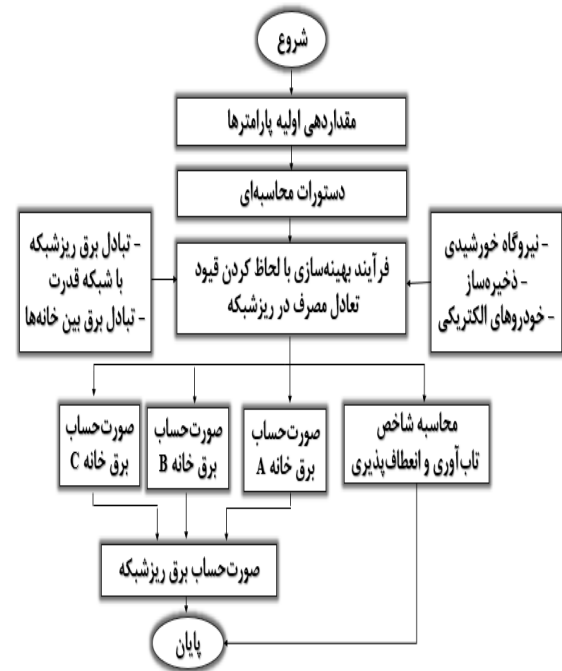 شروع
مقداردهی اولیه پارامترها
دستورات محاسبه‌ای
- نیروگاه خورشیدی
- ذخیره‌ساز
- خودروهای الکتریکی
فرآیند بهینه‌سازی با لحاظ کردن قیود
تعادل مصرف در ریزشبکه
- تبادل برق ریزشبکه
با شبکه قدرت
- تبادل برق بین خانه‌ها
محاسبه شاخص
تاب‌آوری و انعطاف‌پذیری
صورت‌حساب
برق خانه A
صورت‌حساب
برق خانه B
صورت‌حساب
برق خانه C
صورت‌حساب برق ریزشبکه
پایان